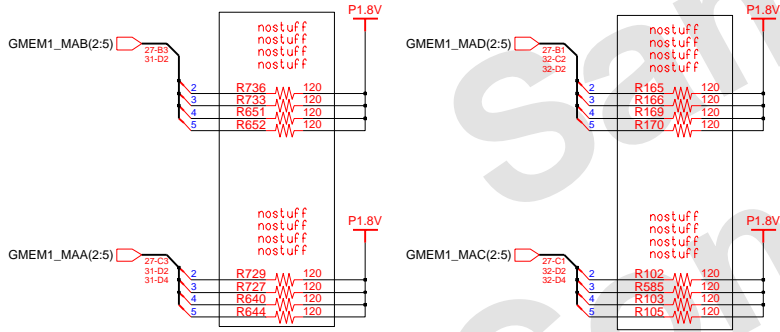 P1.8V
nostuff
nostuff
nostuff
nostuff
GMEM1_MAB(2:5)
27-B3
31-D2
2 R736 120
3 R733 120
4 R651 120
5 R652 120
P1.8V
nostuff
nostuff
nostuff
nostuff
GMEM1_MAD(2:5)
27-B1
32-C2
32-D2
2 R165 120
3 R166 120
4 R169 120
5 R170 120
P1.8V
nostuff
nostuff
nostuff
nostuff
GMEM1_MAA(2:5)
27-C3
31-D2
31-D4
2 R729 120
3 R727 120
4 R640 120
5 R644 120
P1.8V
nostuff
nostuff
nostuff
nostuff
GMEM1_MAC(2:5)
27-C1
32-D2
32-D4
2 R102 120
3 R585 120
4 R103 120
5 R105 120